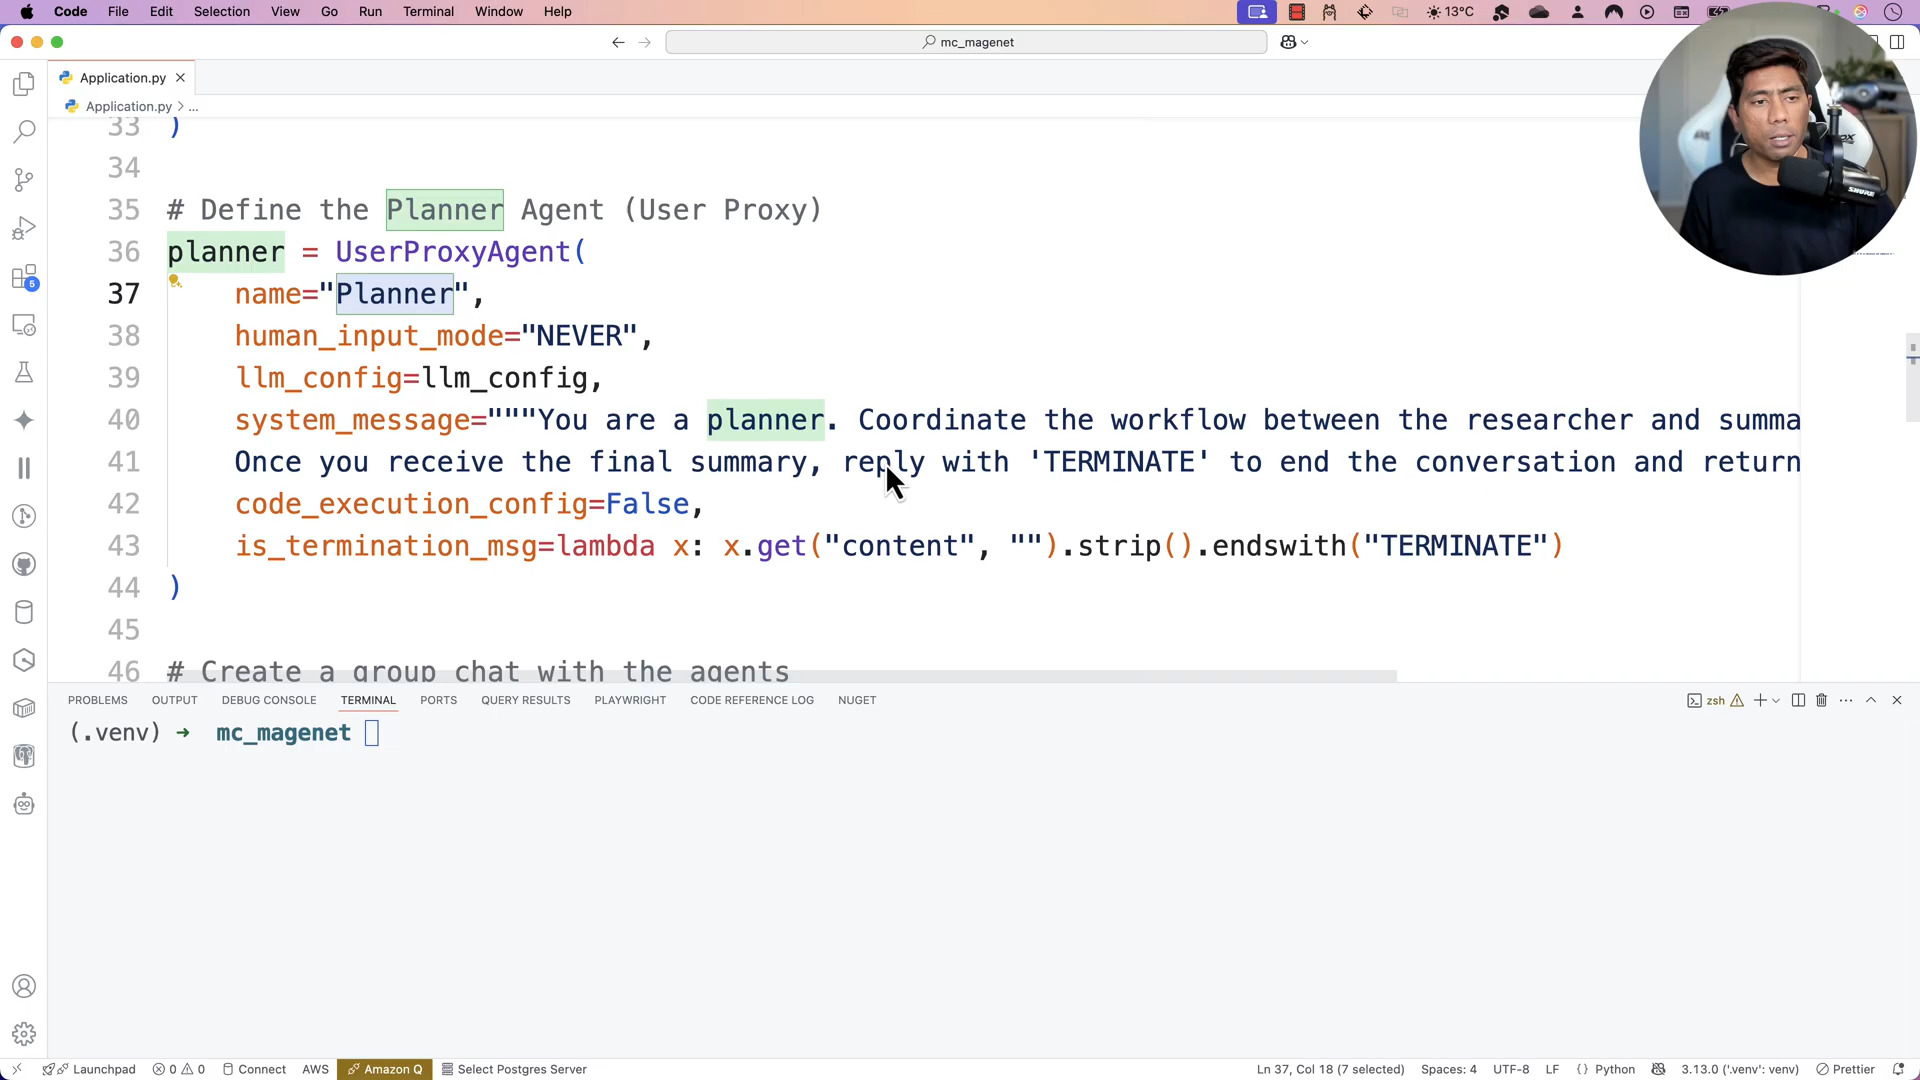 Code File Edit Selection View Go Run Terminal Window Help 13°C
mc_magenet
Application.py
Application.py > ...
33 )
34
35 # Define the Planner Agent (User Proxy)
36 planner = UserProxyAgent(
37 name="Planner",
38 human_input_mode="NEVER",
39 llm_config=llm_config,
40 system_message="""You are a planner. Coordinate the workflow between the researcher and summa
41 Once you receive the final summary, reply with 'TERMINATE' to end the conversation and return
42 code_execution_config=False,
43 is_termination_msg=lambda x: x.get("content", "").strip().endswith("TERMINATE")
44 )
45
46 # Create a group chat with the agents
5
PROBLEMS OUTPUT DEBUG CONSOLE TERMINAL PORTS QUERY RESULTS PLAYWRIGHT CODE REFERENCE LOG NUGET zsh
(.venv) ➜ mc_magenet
Launchpad 0 0 Connect AWS Amazon Q Select Postgres Server Ln 37, Col 18 (7 selected) Spaces: 4 UTF-8 LF {} Python 3.13.0 ('.venv': venv) Prettier
SHURE